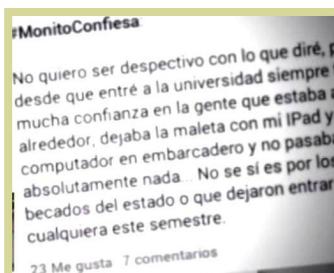 #MonitoConfiesa
No quiero ser despectivo con lo que diré,
desde que entré a la universidad siempre
mucha confianza en la gente que estaba
alrededor, dejaba la maleta con mi IPad y
computador en embarcadero y no pasaba
absolutamente nada... No se sí es por los
becados del estado o que dejaron entrar
cualquiera este semestre.
23 Me gusta 7 comentarios